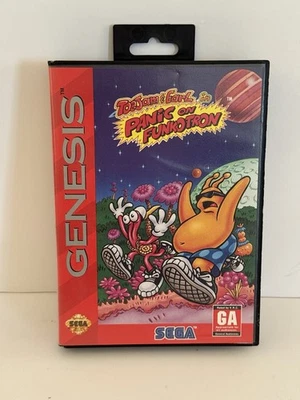 GENESIS
ToeJam & Earl in
PANIC ON
FUNKOTRON
SEGA
SEGA
GA